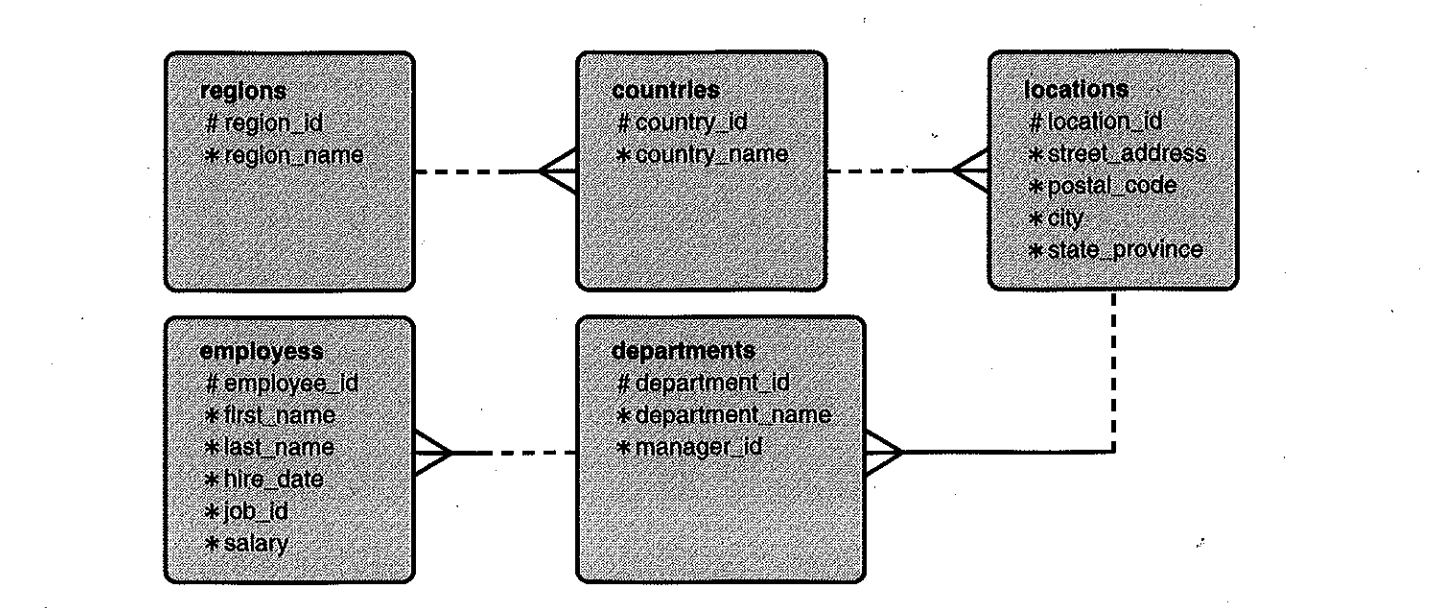 regions
# region_id
* region_name
countries
# country_id
* country_name
locations
# location_id
* street_address
* postal_code
* city
* state_province
employess
# employee_id
* first_name
* last_name
* hire_date
* job_id
* salary
departments
# department_id
* department_name
* manager_id